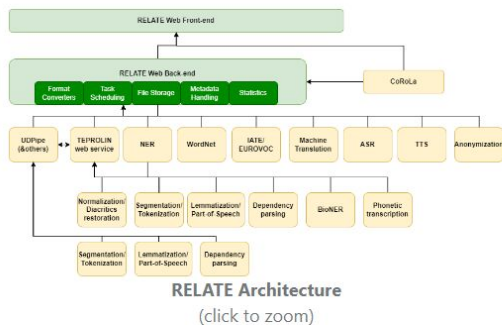 RELATE Web Front-end
RELATE Web Back-end
Format
Converters
Task
Scheduling
File Storage
Metadata
Handling
Statistics
CoRoLa
UDPipe
(&others)
TEPROLIN
web service
NER
WordNet
IATE/
EUROVOC
Machine
Translation
ASR
TTS
Anonymization
Normalization/
Diacritics
restoration
Segmentation/
Tokenization
Lemmatization/
Part-of-Speech
Dependency
parsing
BioNER
Phonetic
transcription
Segmentation/
Tokenization
Lemmatization/
Part-of-Speech
Dependency
parsing
RELATE Architecture
(click to zoom)